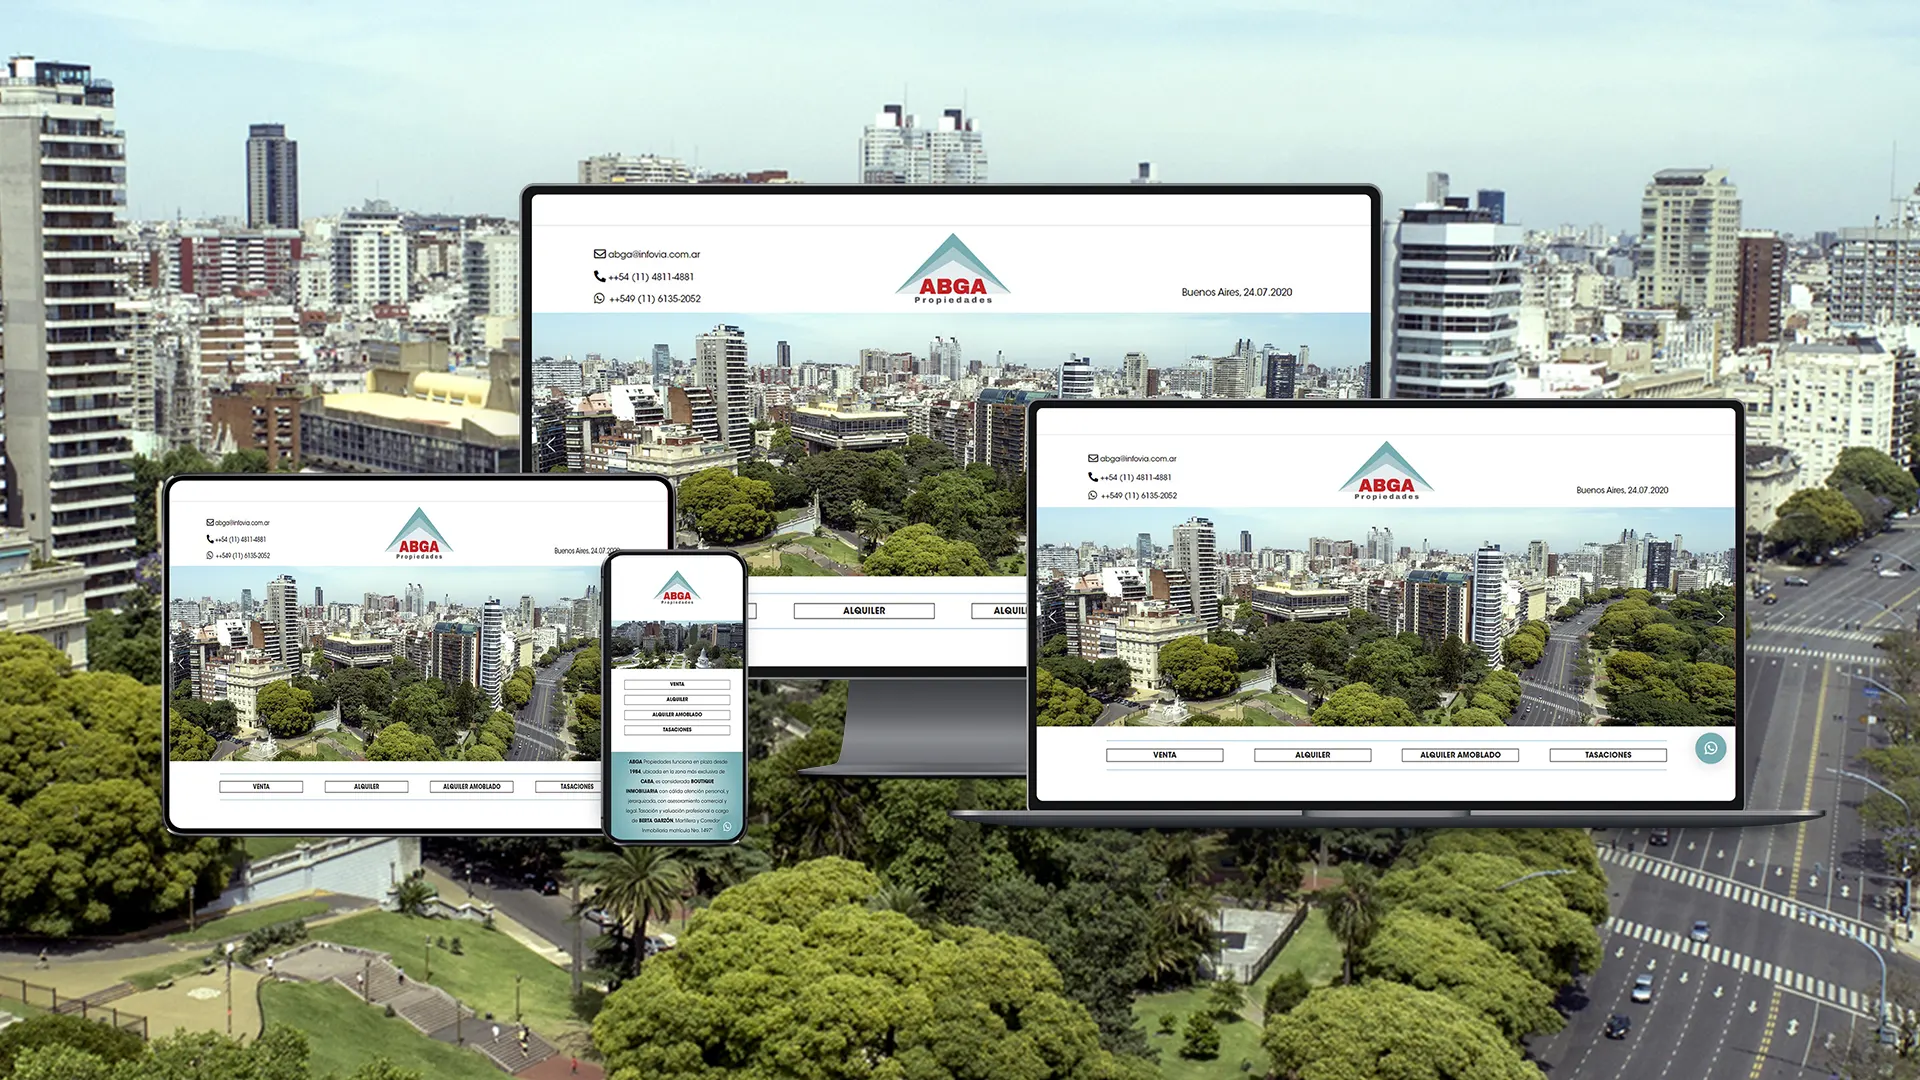 abga@infovia.com.ar
++54 (11) 4811-4881
++549 (11) 6135-2052
ABGA
Propiedades
Buenos Aires, 24.07.2020
ALQUILER
ALQUIL
abga@infovia.com.ar
++54 (11) 4811-4881
++549 (11) 6135-2052
ABGA
Propiedades
Buenos Aires, 24.07.2020
VENTA
ALQUILER
ALQUILER AMOBLADO
TASACIONES
abga@infovia.com.ar
++54 (11) 4811-4881
++549 (11) 6135-2052
ABGA
Propiedades
Buenos Aires, 24.07.2020
VENTA
ALQUILER
ALQUILER AMOBLADO
TASACIONES
ABGA
Propiedades
VENTA
ALQUILER
ALQUILER AMOBLADO
TASACIONES
"ABGA Propiedades funciona en plaza desde
1984, ubicada en la zona más exclusiva de
CABA, es considerada BOUTIQUE
INMOBILIARIA con cálida atención personal, y
jerarquizada, con asesoramiento comercial y
legal. Tasación y valuación profesional a cargo
de BERTA GARZÓN, Martillera y Corredor
Inmobiliaria matrícula Nro. 1497"